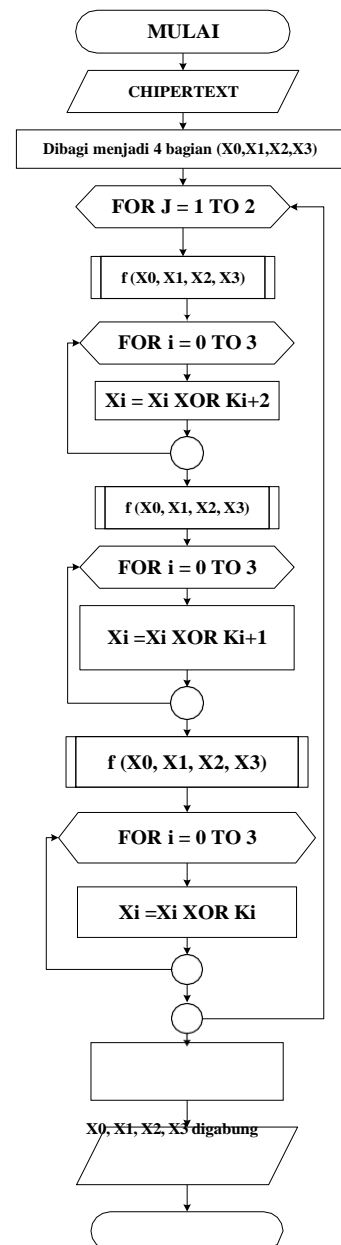 MULAI
CHIPERTEXT
Dibagi menjadi 4 bagian (X0,X1,X2,X3)
FOR J = 1 TO 2
f (X0, X1, X2, X3)
FOR i = 0 TO 3
Xi = Xi XOR Ki+2
f (X0, X1, X2, X3)
FOR i = 0 TO 3
Xi =Xi XOR Ki+1
f (X0, X1, X2, X3)
FOR i = 0 TO 3
Xi =Xi XOR Ki
X0, X1, X2, X3 digabung